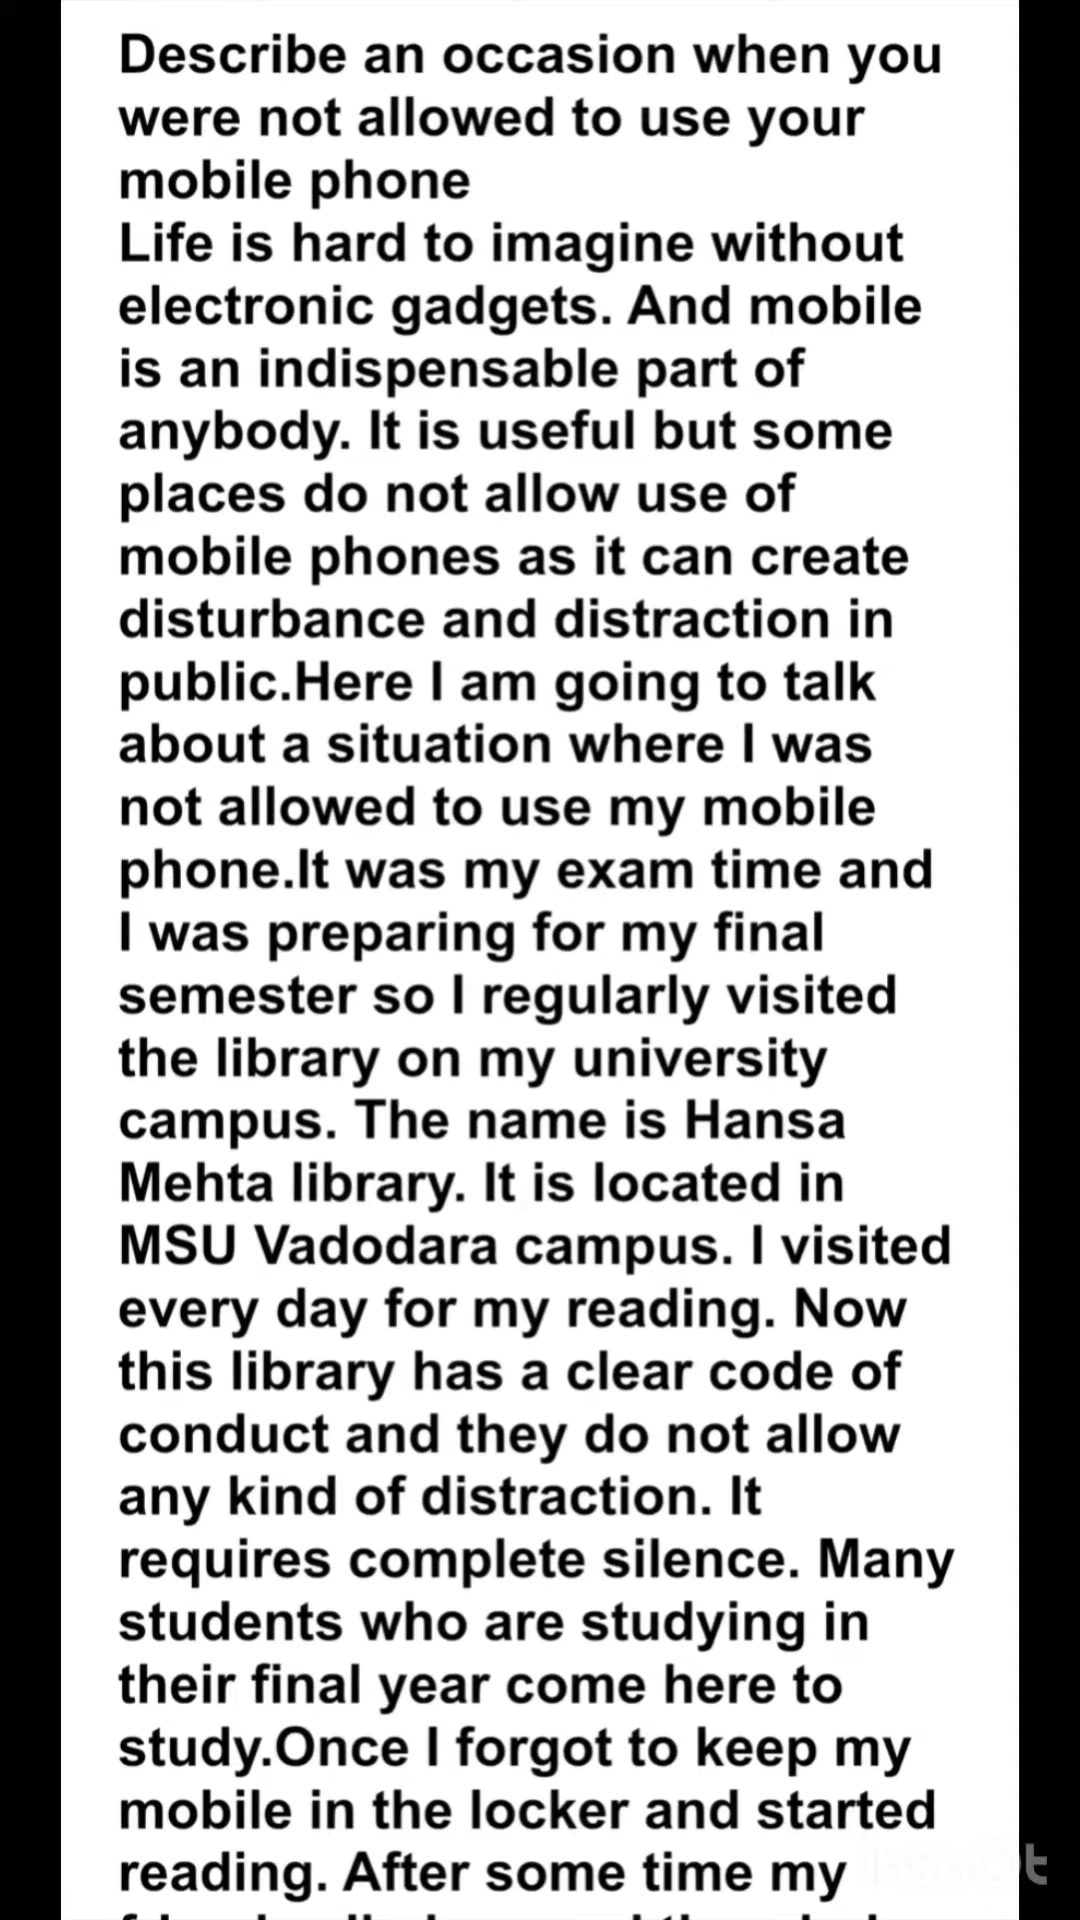 Describe an occasion when you
were not allowed to use your
mobile phone
Life is hard to imagine without
electronic gadgets. And mobile
is an indispensable part of
anybody. It is useful but some
places do not allow use of
mobile phones as it can create
disturbance and distraction in
public.Here I am going to talk
about a situation where I was
not allowed to use my mobile
phone.It was my exam time and
I was preparing for my final
semester so I regularly visited
the library on my university
campus. The name is Hansa
Mehta library. It is located in
MSU Vadodara campus. I visited
every day for my reading. Now
this library has a clear code of
conduct and they do not allow
any kind of distraction. It
requires complete silence. Many
students who are studying in
their final year come here to
study.Once I forgot to keep my
mobile in the locker and started
reading. After some time my